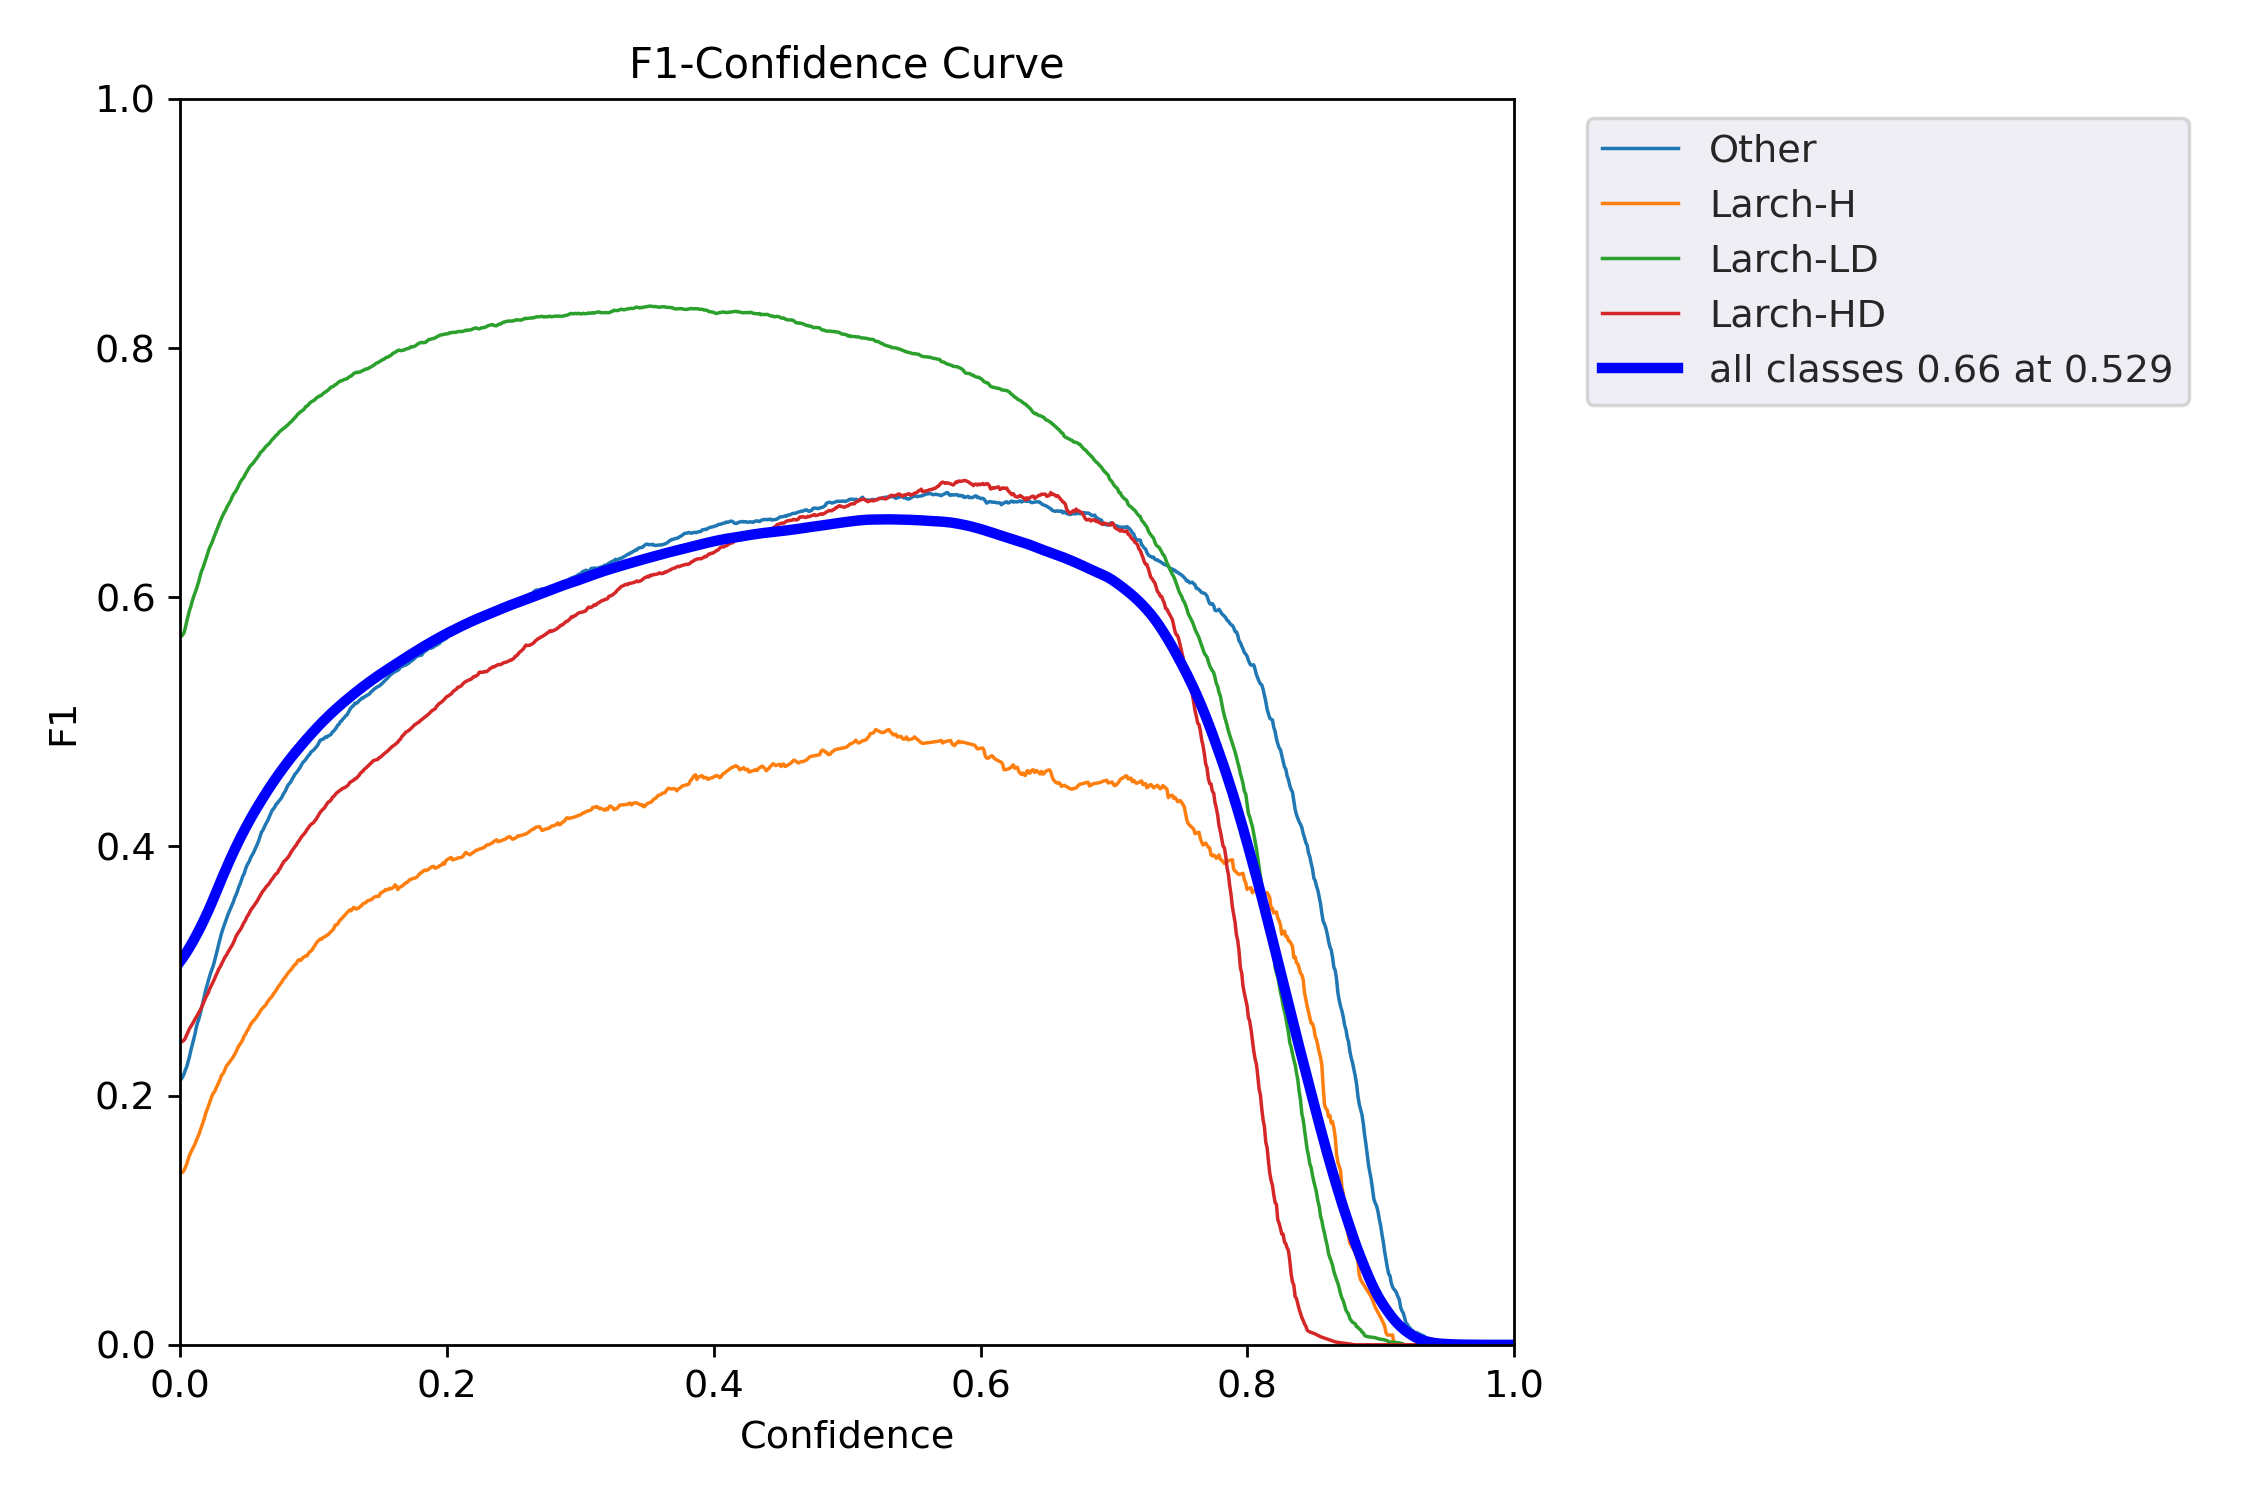 F1-Confidence Curve
1.0
0.8
0.6
0.4
0.2
0.0
F1
0.0 0.2 0.4 0.6 0.8 1.0
Confidence
Other
Larch-H
Larch-LD
Larch-HD
all classes 0.66 at 0.529